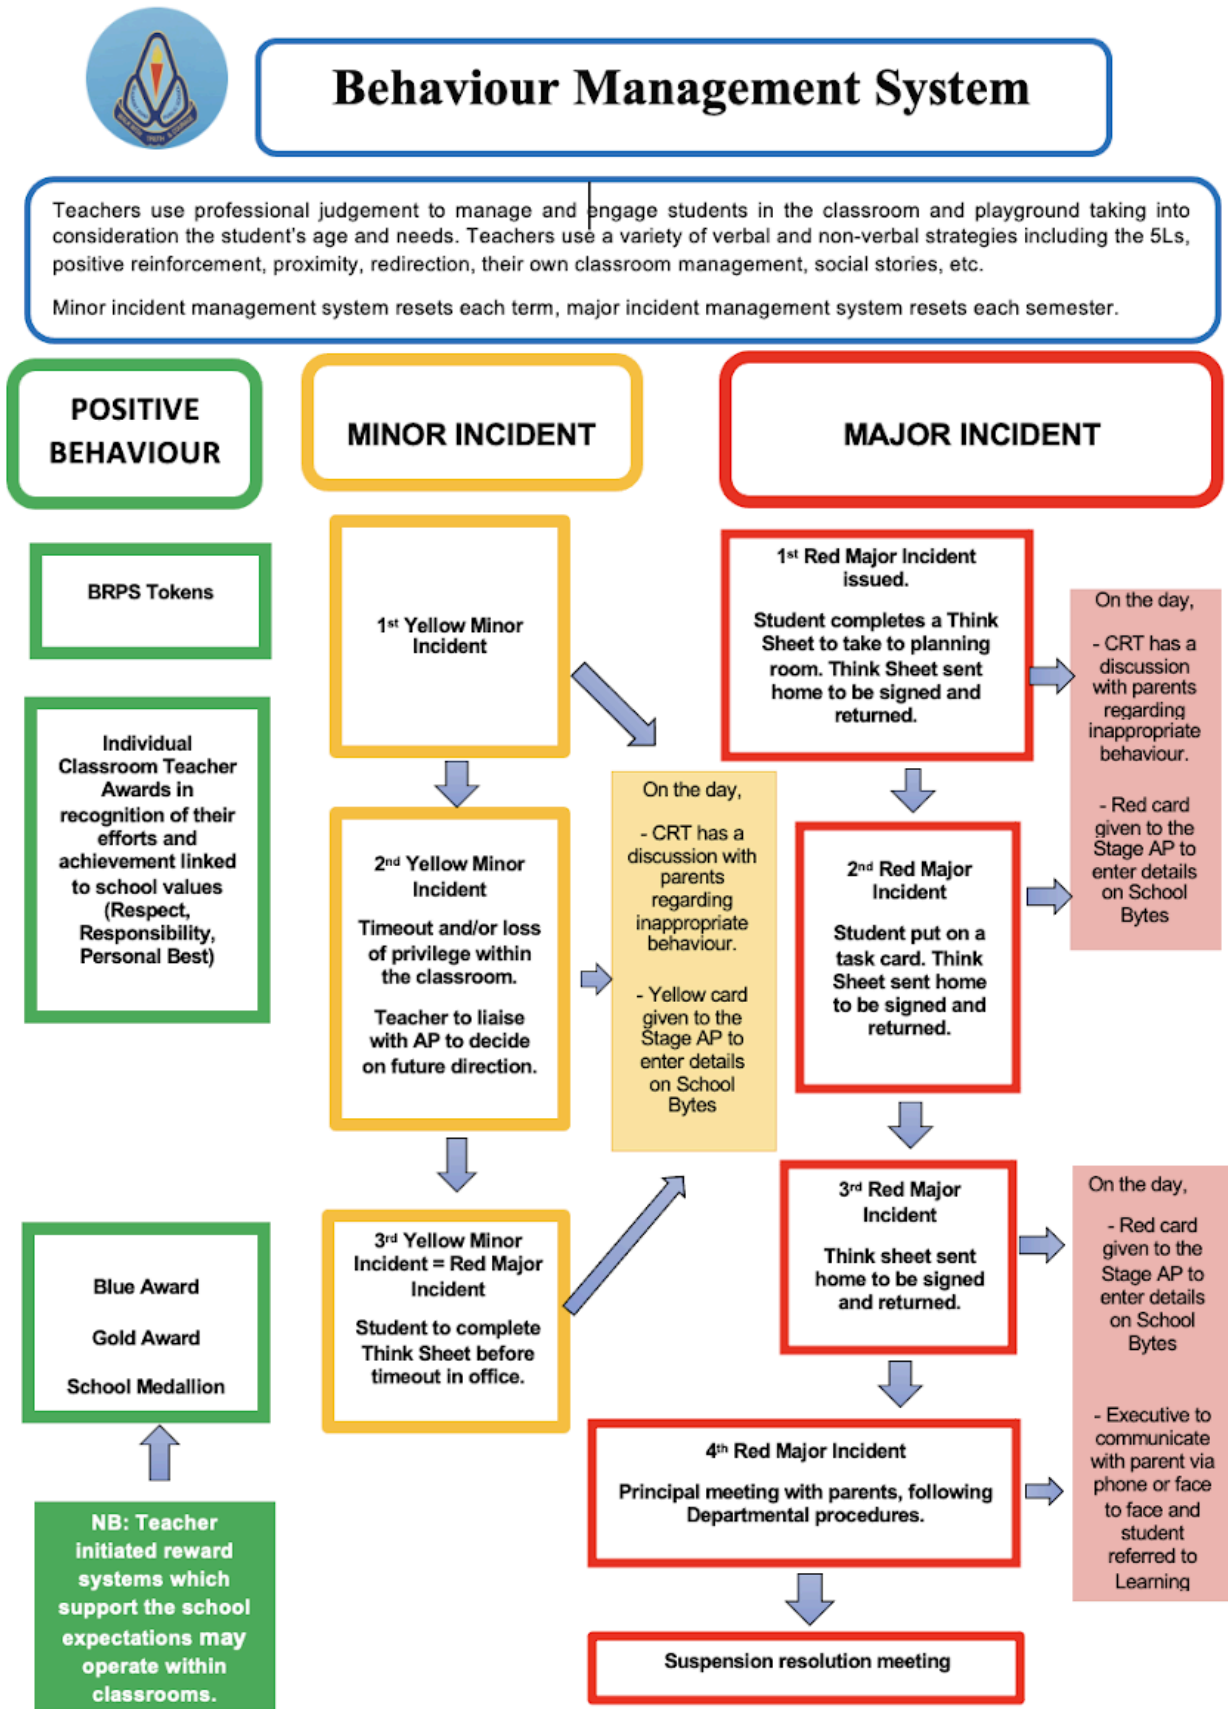 Behaviour Management System
Teachers use professional judgement to manage and engage students in the classroom and playground taking into
consideration the student's age and needs. Teachers use a variety of verbal and non-verbal strategies including the 5Ls,
positive reinforcement, proximity, redirection, their own classroom management, social stories, etc.
Minor incident management system resets each term, major incident management system resets each semester.
POSITIVE
BEHAVIOUR
BRPS Tokens
Individual
Classroom Teacher
Awards in
recognition of their
efforts and
achievement linked
to school values
(Respect,
Responsibility,
Personal Best)
Blue Award
Gold Award
School Medallion
NB: Teacher
initiated reward
systems which
support the school
expectations may
operate within
classrooms.
MINOR INCIDENT
1st Yellow Minor
Incident
2nd Yellow Minor
Incident
Timeout and/or loss
of privilege within
the classroom.
Teacher to liaise
with AP to decide
on future direction.
3rd Yellow Minor
Incident = Red Major
Incident
Student to complete
Think Sheet before
timeout in office.
On the day,
- CRT has a
discussion with
parents
regarding
inappropriate
behaviour.
- Yellow card
given to the
Stage AP to
enter details
on School
Bytes
MAJOR INCIDENT
1st Red Major Incident
issued.
Student completes a Think
Sheet to take to planning
room. Think Sheet sent
home to be signed and
returned.
2nd Red Major
Incident
Student put on a
task card. Think
Sheet sent home
to be signed and
returned.
3rd Red Major
Incident
Think sheet sent
home to be signed
and returned.
4th Red Major Incident
Principal meeting with parents, following
Departmental procedures.
Suspension resolution meeting
On the day,
- CRT has a
discussion
with parents
regarding
inappropriate
behaviour.
- Red card
given to the
Stage AP to
enter details
on School
Bytes
On the day,
- Red card
given to the
Stage AP to
enter details
on School
Bytes
- Executive to
communicate
with parent via
phone or face
to face and
student
referred to
Learning